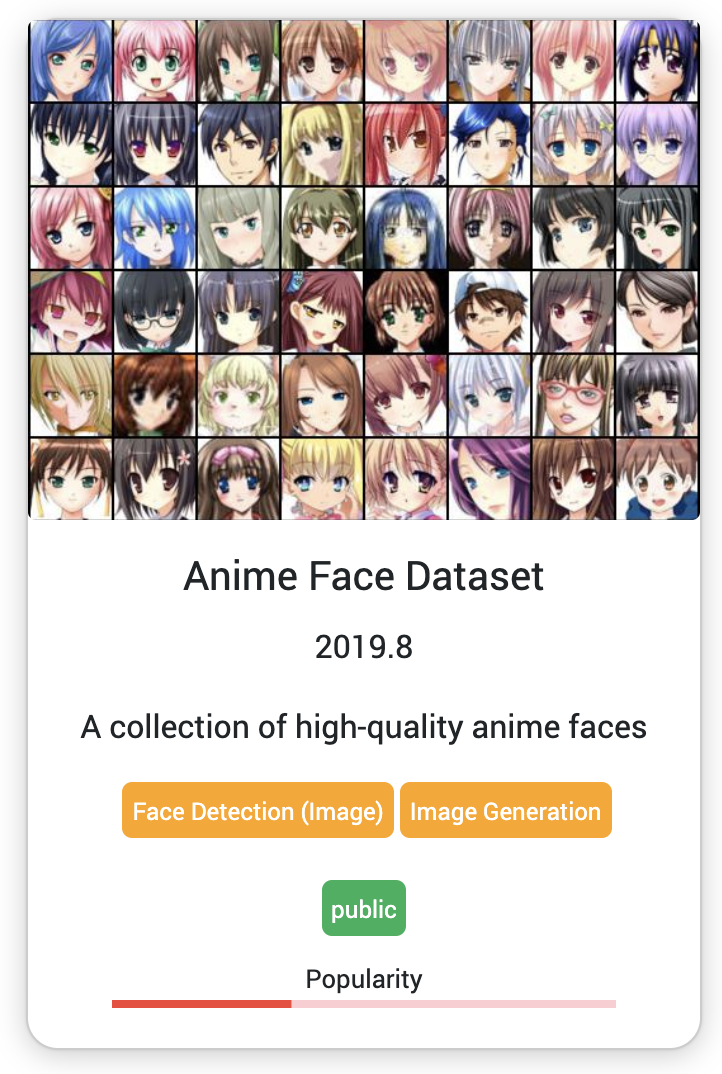 Anime Face Dataset
2019.8
A collection of high-quality anime faces
Face Detection (Image) Image Generation
public
Popularity